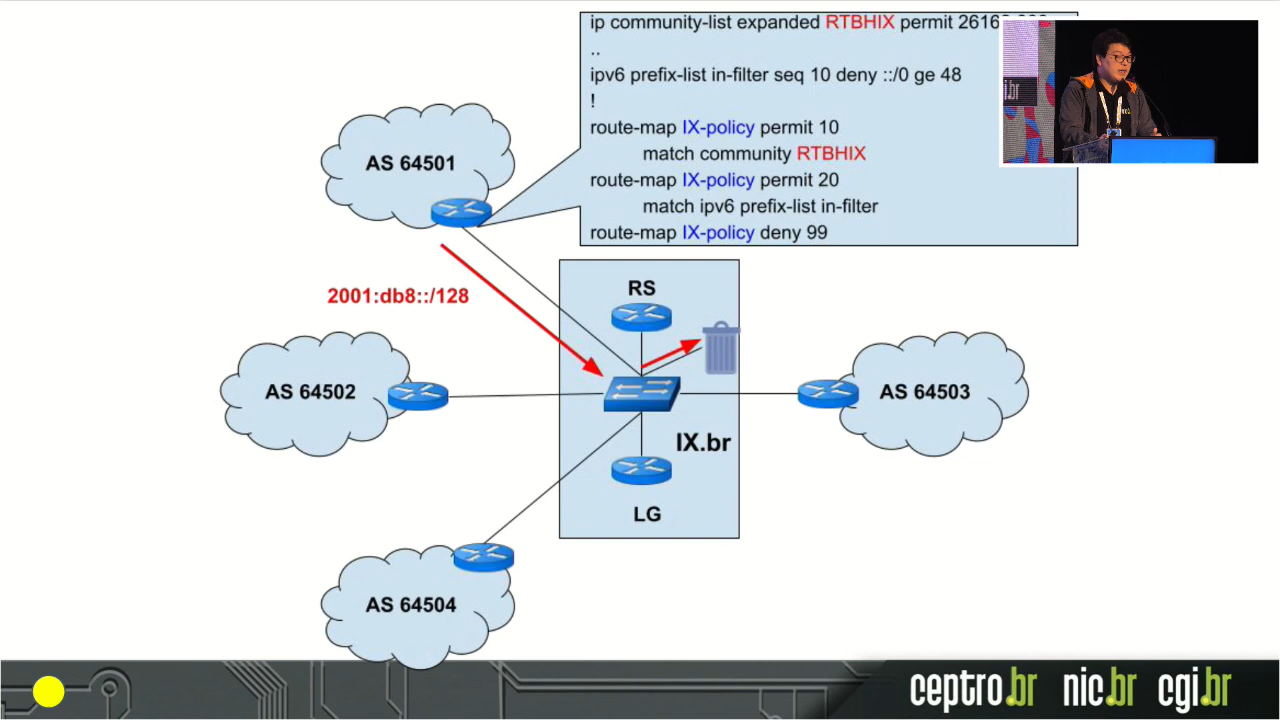 ip community-list expanded RTBHIX permit
..
ipv6 prefix-list in-filter seq 10 deny ::/0 ge 48
!
route-map IX-policy permit 10
match community RTBHIX
route-map IX-policy permit 20
match ipv6 prefix-list in-filter
route-map IX-policy deny 99
AS 64501
2001:db8::/128
RS
AS 64502
AS 64503
IX.br
LG
AS 64504
ceptro.br nic.br cgi.br